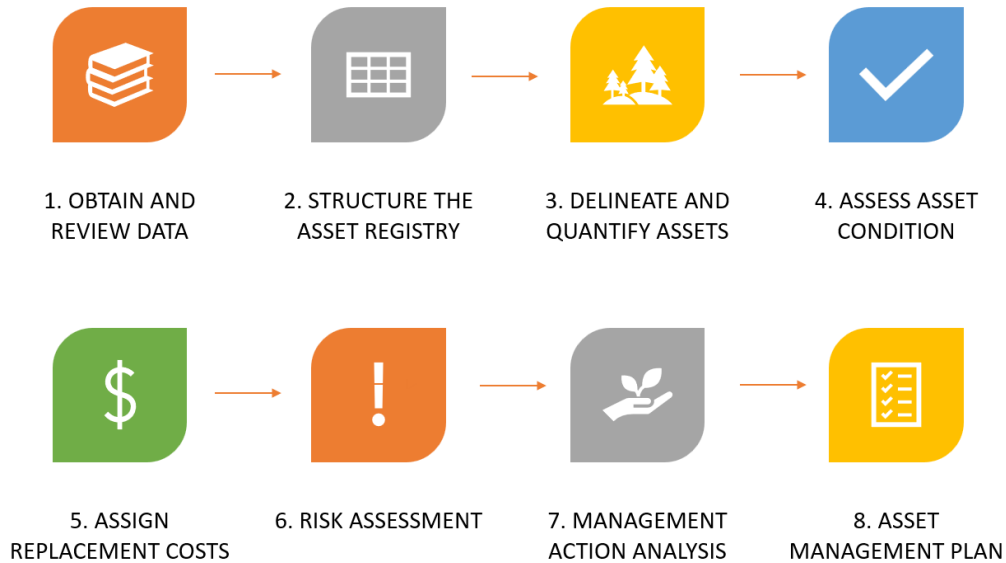 1. OBTAIN AND
REVIEW DATA
2. STRUCTURE THE
ASSET REGISTRY
3. DELINEATE AND
QUANTIFY ASSETS
4. ASSESS ASSET
CONDITION
$
!
5. ASSIGN
REPLACEMENT COSTS
6. RISK ASSESSMENT
7. MANAGEMENT
ACTION ANALYSIS
8. ASSET
MANAGEMENT PLAN